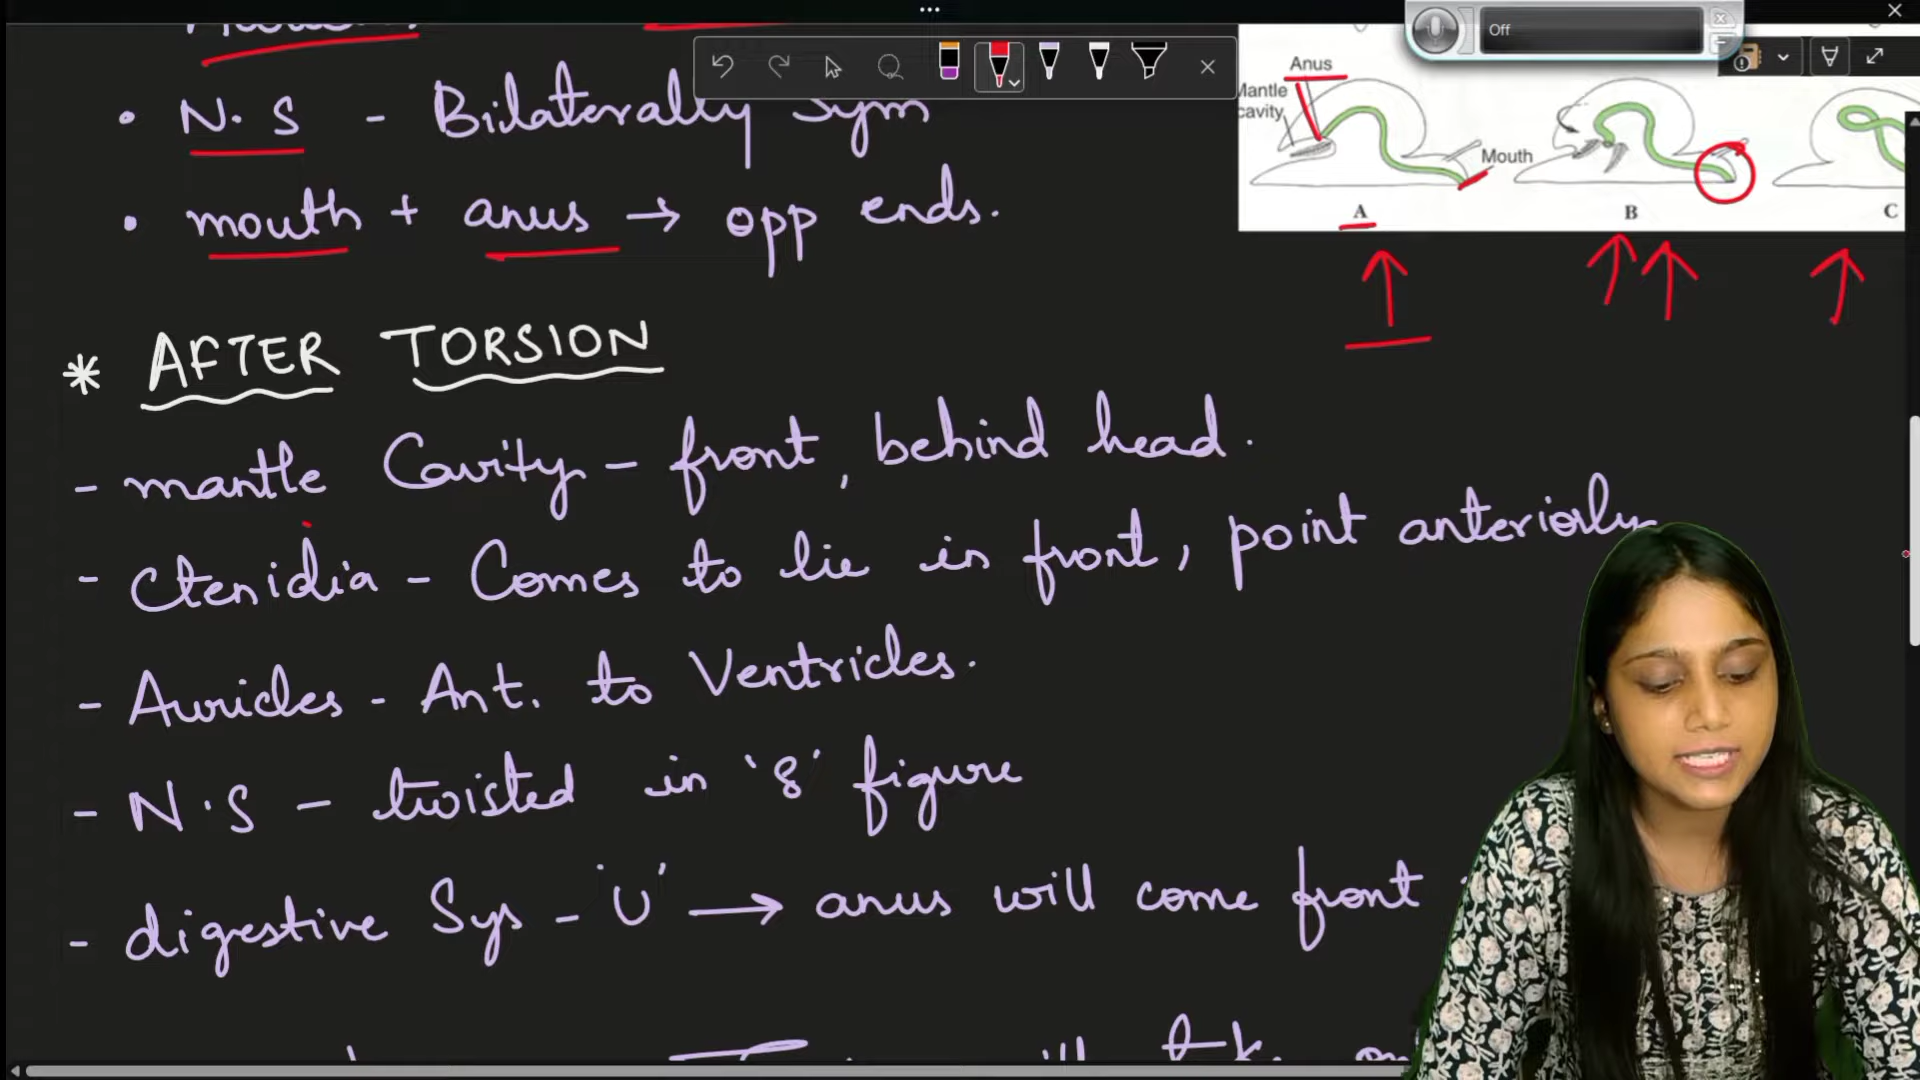 Off
Anus
Mantle
cavity
Mouth
A
B
C
• N.S - Bilaterally Sym
• mouth + anus → opp ends.
* AFTER TORSION
- mantle Cavity - front, behind head.
- Ctenidia - Comes to lie in front, point anteriorly
- Auricles - Ant. to Ventricles.
- N.S - twisted in '8' figure
- digestive Sys - 'U' → anus will come front